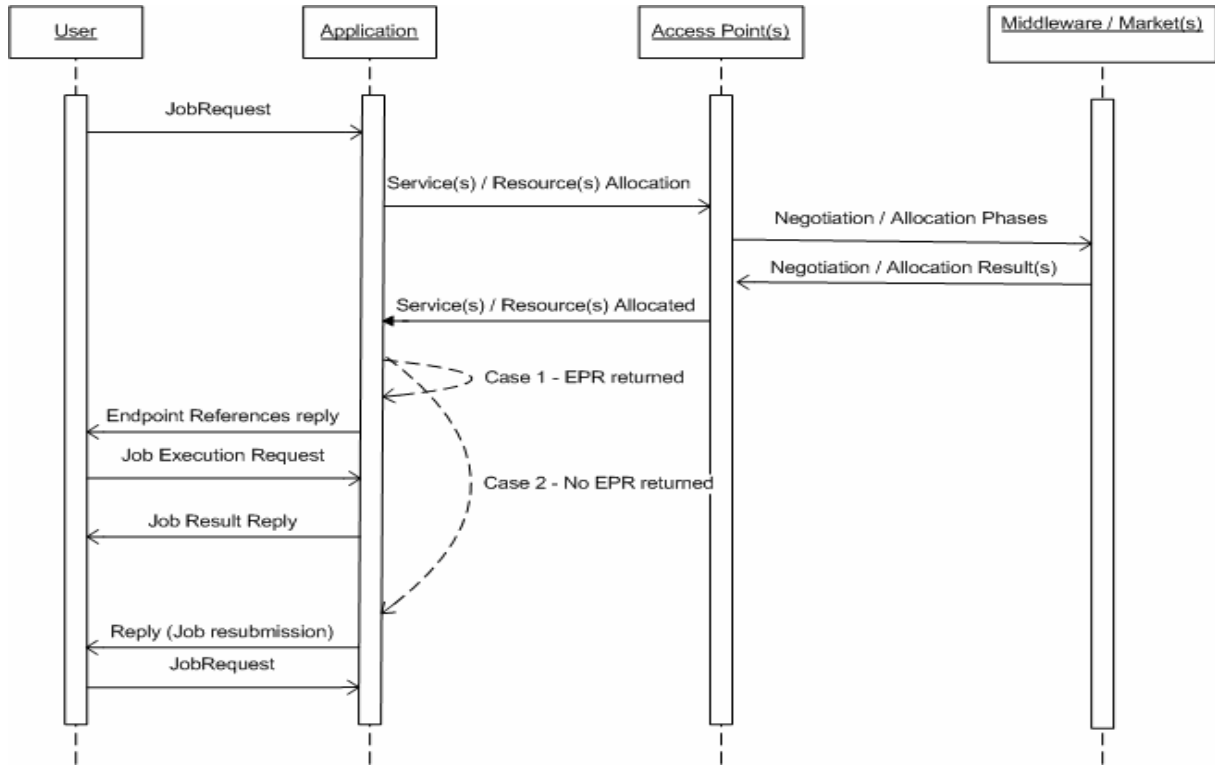 User
Application
Access Point(s)
Middleware / Market(s)
JobRequest
Service(s) / Resource(s) Allocation
Negotiation / Allocation Phases
Negotiation / Allocation Result(s)
Service(s) / Resource(s) Allocated
Case 1 - EPR returned
Endpoint References reply
Job Execution Request
Case 2 - No EPR returned
Job Result Reply
Reply (Job resubmission)
JobRequest